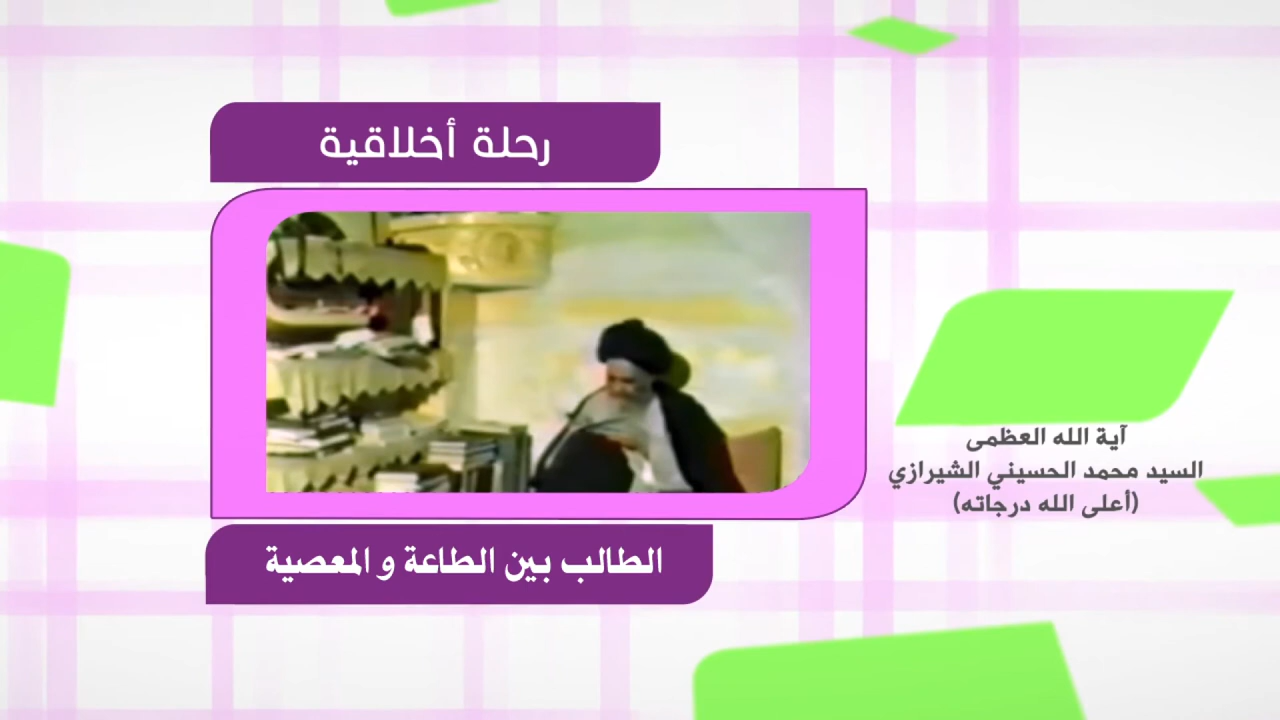 رحلة أخلاقية
آية الله العظمى
السيد محمد الحسيني الشيرازي
(أعلى الله درجاته)
الطالب بين الطاعة و المعصية